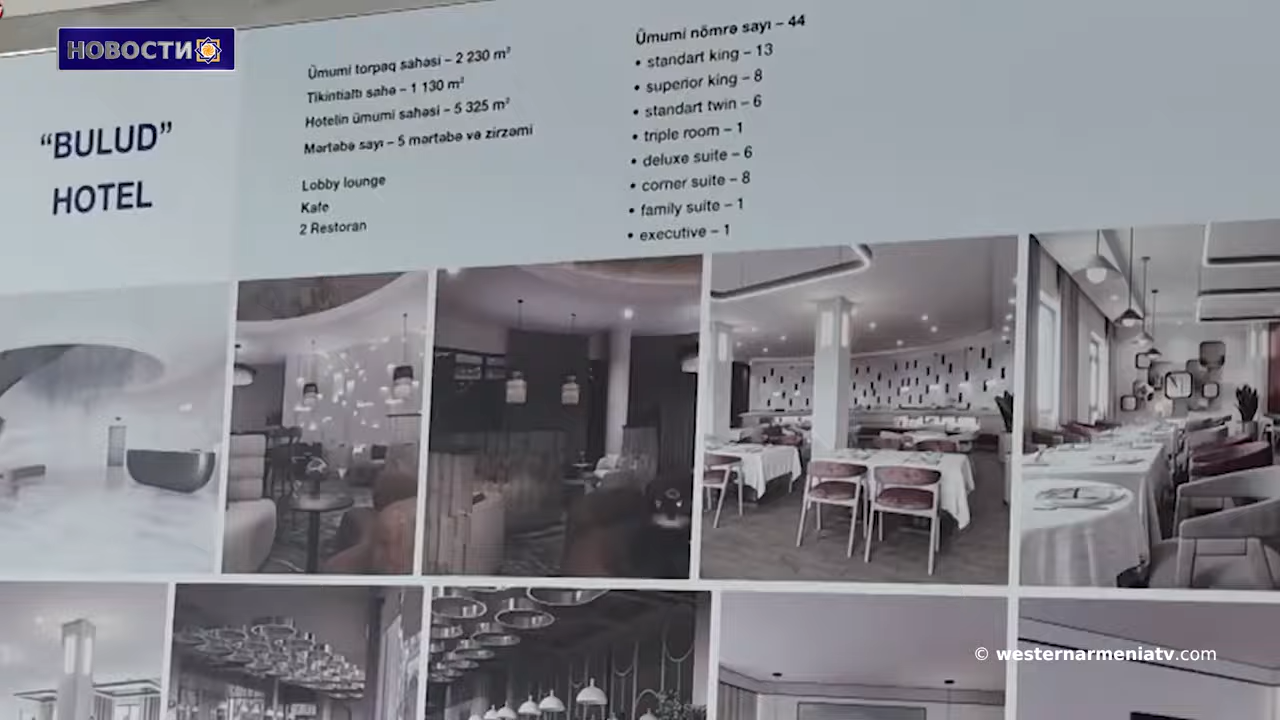 НОВОСТИ
“BULUD”
HOTEL
Ümumi torpaq sahəsi – 2 230 m²
Tikintialtı sahə – 1 130 m²
Hotelin ümumi sahəsi – 5 325 m²
Mərtəbə sayı – 5 mərtəbə və zirzəmi
Lobby lounge
Kafe
2 Restoran
Ümumi nömrə sayı – 44
• standart king – 13
• superior king – 8
• standart twin – 6
• triple room – 1
• deluxe suite – 6
• corner suite – 8
• family suite – 1
• executive – 1
© westernarmeniatv.com